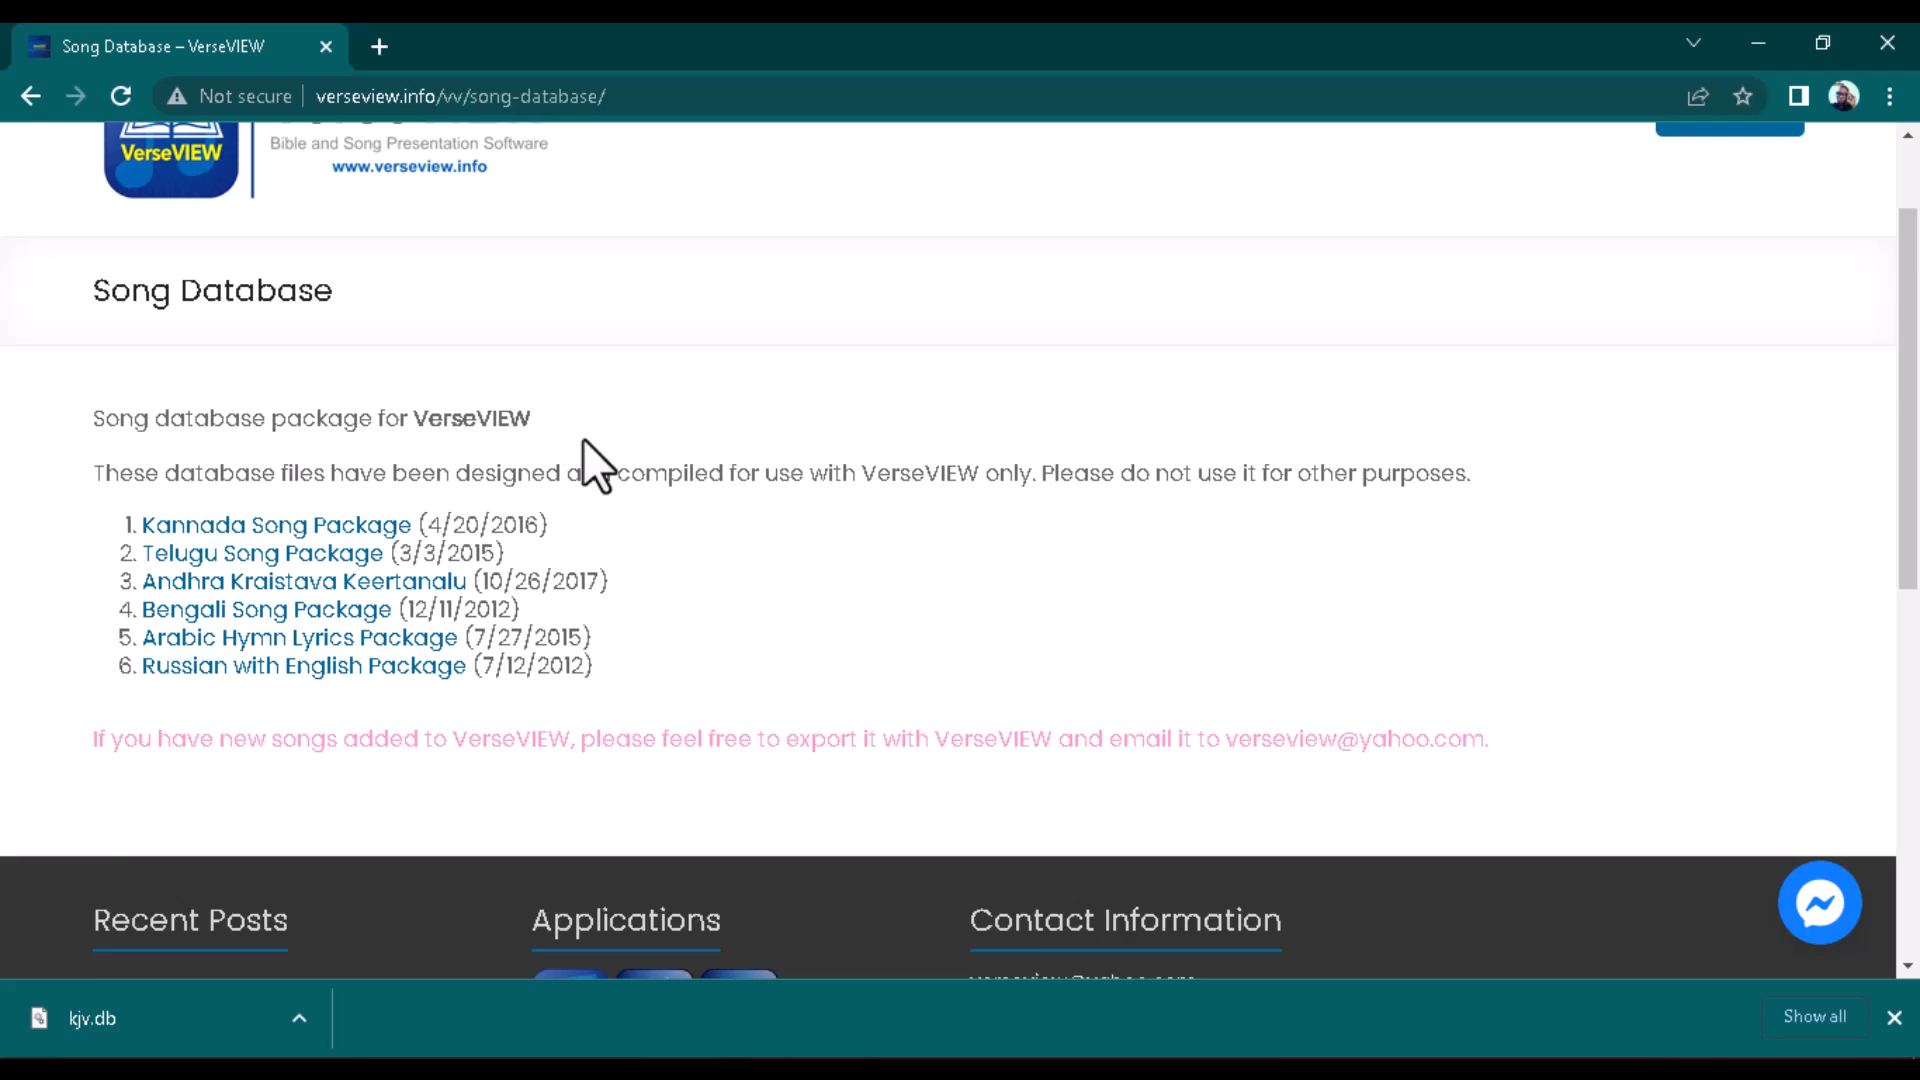 Song Database – VerseVIEW
Not secure verseview.info/vv/song-database/
VerseVIEW
Bible and Song Presentation Software
www.verseview.info
Song Database
Song database package for VerseVIEW
These database files have been designed a compiled for use with VerseVIEW only. Please do not use it for other purposes.
1. Kannada Song Package (4/20/2016)
2. Telugu Song Package (3/3/2015)
3. Andhra Kraistava Keertanalu (10/26/2017)
4. Bengali Song Package (12/11/2012)
5. Arabic Hymn Lyrics Package (7/27/2015)
6. Russian with English Package (7/12/2012)
If you have new songs added to VerseVIEW, please feel free to export it with VerseVIEW and email it to verseview@yahoo.com.
Recent Posts
Applications
Contact Information
kjv.db
Show all